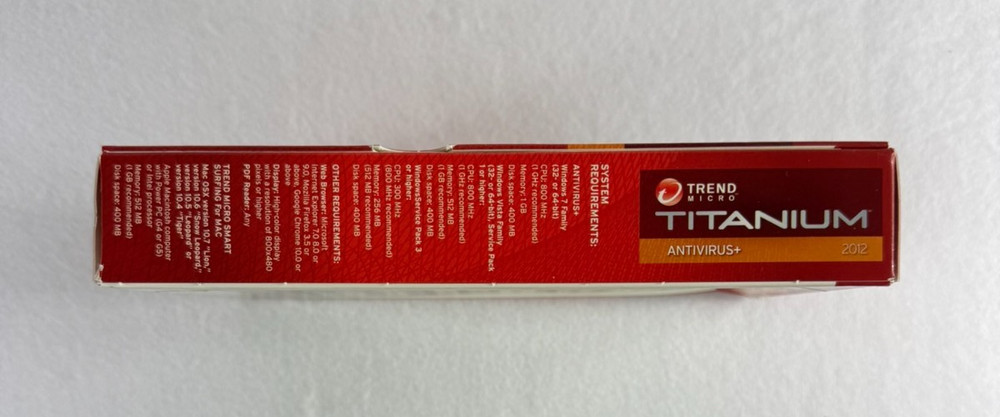 TREND
MICRO
TITANIUM™
ANTIVIRUS+ 2012
SYSTEM
REQUIREMENTS:
ANTIVIRUS+
Windows 7 Family
(32- or 64-bit)
CPU: 800 MHz
(1 GHz recommended)
Memory: 1 GB
Disk space: 400 MB
Windows Vista Family
(32- or 64-bit), Service Pack
1 or higher:
CPU: 800 MHz
(1 GHz recommended)
Memory: 512 MB
(1 GB recommended)
Disk space: 400 MB
Windows Service Pack 3
or higher:
CPU: 300 MHz
(800 MHz recommended)
Memory: 256 MB
(512 MB recommended)
Disk space: 400 MB
OTHER REQUIREMENTS:
Web Browser: Microsoft
Internet Explorer 7.0, 8.0 or
9.0, Mozilla Firefox 3.5 or
above, Google Chrome 10.0 or
above
Display: High-color display
with a resolution of 800x480
pixels or higher
PDF Reader: Any
TREND MICRO SMART
SURFING For MAC
Mac OSX version 10.7 "Lion,"
version 10.6 "Snow Leopard,"
version 10.5 "Leopard" or
version 10.4 "Tiger"
Apple Macintosh computer
with Power PC (G4 or G5)
or Intel processor
Memory: 512 MB
(1 GB recommended)
Disk space: 400 MB